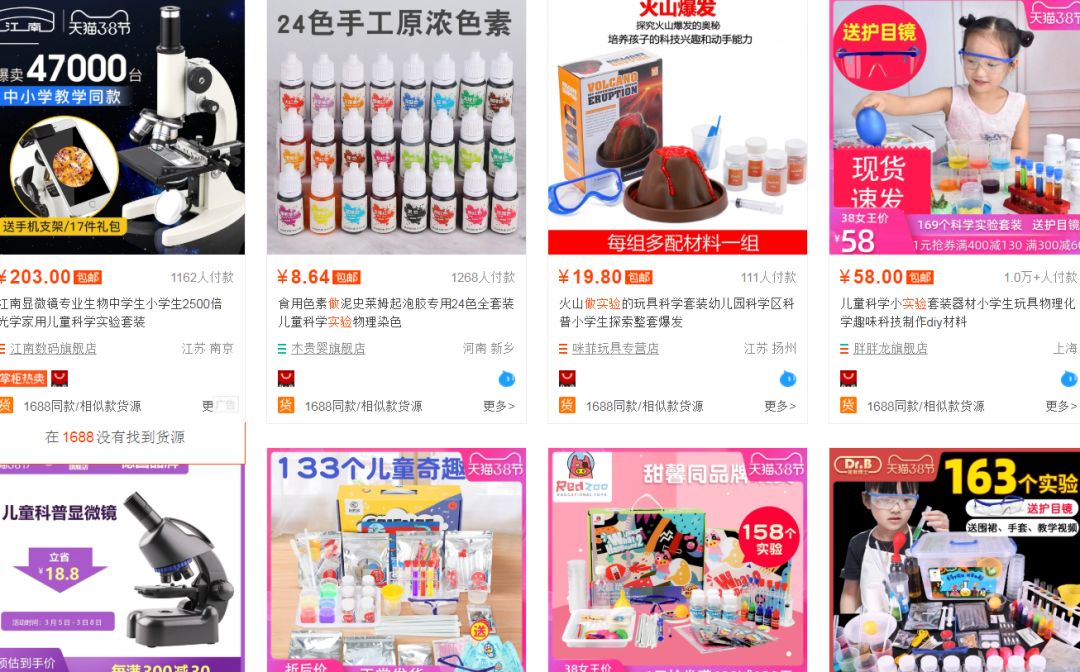 江南
天猫38节
爆卖47000台
中小学教学同款
送手机支架/17件礼包
24色手工原浓色素
火山爆发
探究火山爆发的奥秘
培养孩子的科技兴趣和动手能力
VOLCANO
ERUPTION
每组多配材料一组
天猫38节
送护目镜
现货
速发
38女王价
¥58
169个科学实验套装 送护目镜
1元抢券满400减130 满300减60
¥203.00 包邮 1162人付款
江南显微镜专业生物中学生小学生2500倍
光学家用儿童科学实验套装
江南数码旗舰店 江苏 南京
掌柜热卖
货 1688同款/相似款货源 更
广告
在 1688 没有找到货源
¥8.64 包邮 1268人付款
食用色素做泥史莱姆起泡胶专用24色全套装
儿童科学实验物理染色
木贵婴旗舰店 河南 新乡
货 1688同款/相似款货源 更多>
¥19.80 包邮 111人付款
火山做实验的玩具科学套装幼儿园科学区科
普小学生探索整套爆发
咪菲玩具专营店 江苏 扬州
货 1688同款/相似款货源 更多>
¥58.00 包邮 1.0万+人付款
儿童科学小实验套装器材小学生玩具物理化
学趣味科技制作diy材料
胖胖龙旗舰店 上海
货 1688同款/相似款货源 更多>
儿童科普显微镜
立省
¥18.8
活动时间：3月5日-3月8日
预估到手价
每满300减30
133个儿童奇趣
天猫38节
SCIENCE
送
折后价
正常发货
RedZoo
EDUCATIONAL TOYS
甜馨同品牌
天猫38节
158个
实验
38女王价
Dr.B
天猫38节
163个实验
送护目镜
送围裙、手套、教学视频